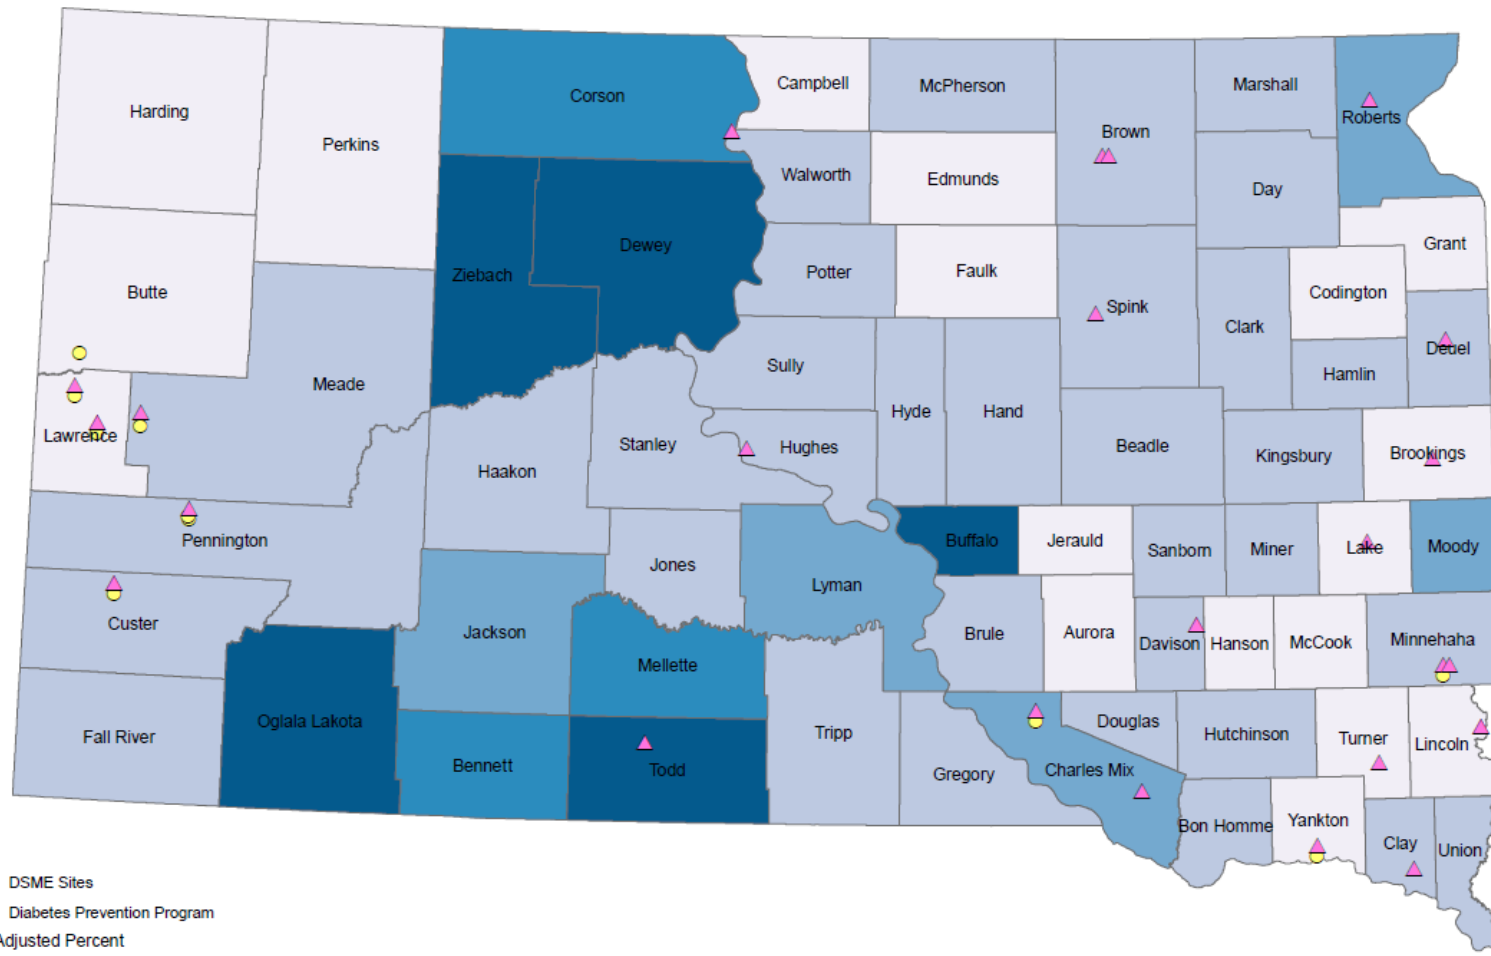 Harding
Perkins
Corson
Campbell
McPherson
Brown
Marshall
Roberts
Walworth
Edmunds
Day
Butte
Ziebach
Dewey
Potter
Faulk
Spink
Clark
Codington
Grant
Meade
Sully
Hyde
Hand
Hamlin
Deuel
Lawrence
Haakon
Stanley
Hughes
Beadle
Kingsbury
Brookings
Pennington
Jones
Buffalo
Jerauld
Sanborn
Miner
Lake
Moody
Custer
Jackson
Lyman
Brule
Aurora
Davison
Hanson
McCook
Minnehaha
Fall River
Oglala Lakota
Mellette
Bennett
Todd
Tripp
Gregory
Charles Mix
Douglas
Hutchinson
Turner
Lincoln
Bon Homme
Yankton
Clay
Union
DSME Sites
Diabetes Prevention Program
Adjusted Percent